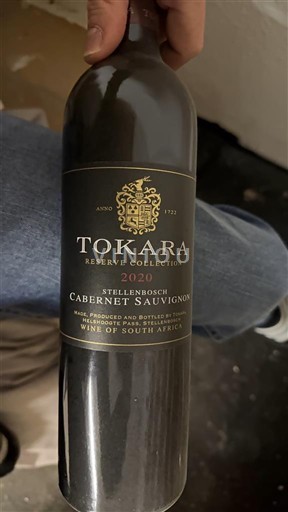 ANNO 1722
TOKARA
VINTOD
RESERVE COLLECTION
2020
STELLENBOSCH
CABERNET SAUVIGNON
MADE, PRODUCED AND BOTTLED BY TOKARA
HELSHOOGTE PASS, STELLENBOSCH
WINE OF SOUTH AFRICA